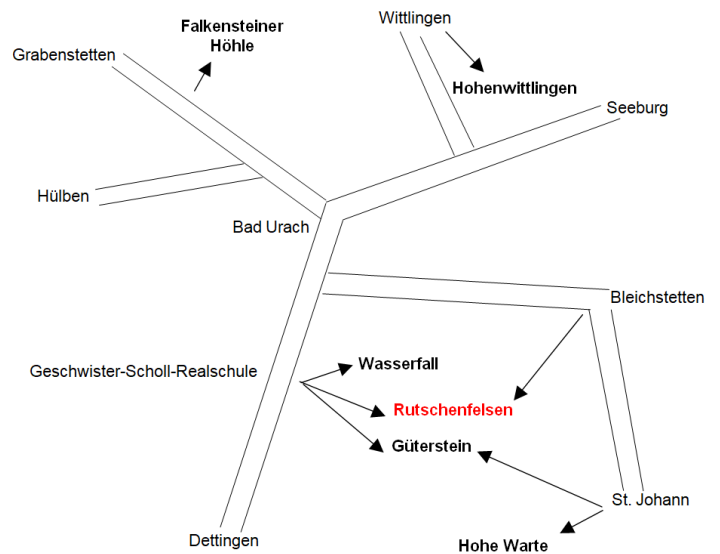 Falkensteiner
Höhle
Wittlingen
Grabenstetten
Hohenwittlingen
Seeburg
Hülben
Bad Urach
Bleichstetten
Wasserfall
Geschwister-Scholl-Realschule
Rutschenfelsen
Güterstein
St. Johann
Dettingen
Hohe Warte